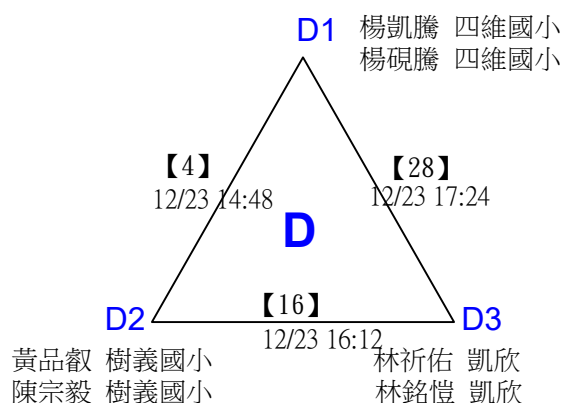 D1 楊凱騰 四維國小
楊硯騰 四維國小
【4】
12/23 14:48
【28】
12/23 17:24
D
【16】
12/23 16:12
D2
D3
黃品叡 樹義國小
陳宗毅 樹義國小
林祈佑 凱欣
林銘愷 凱欣